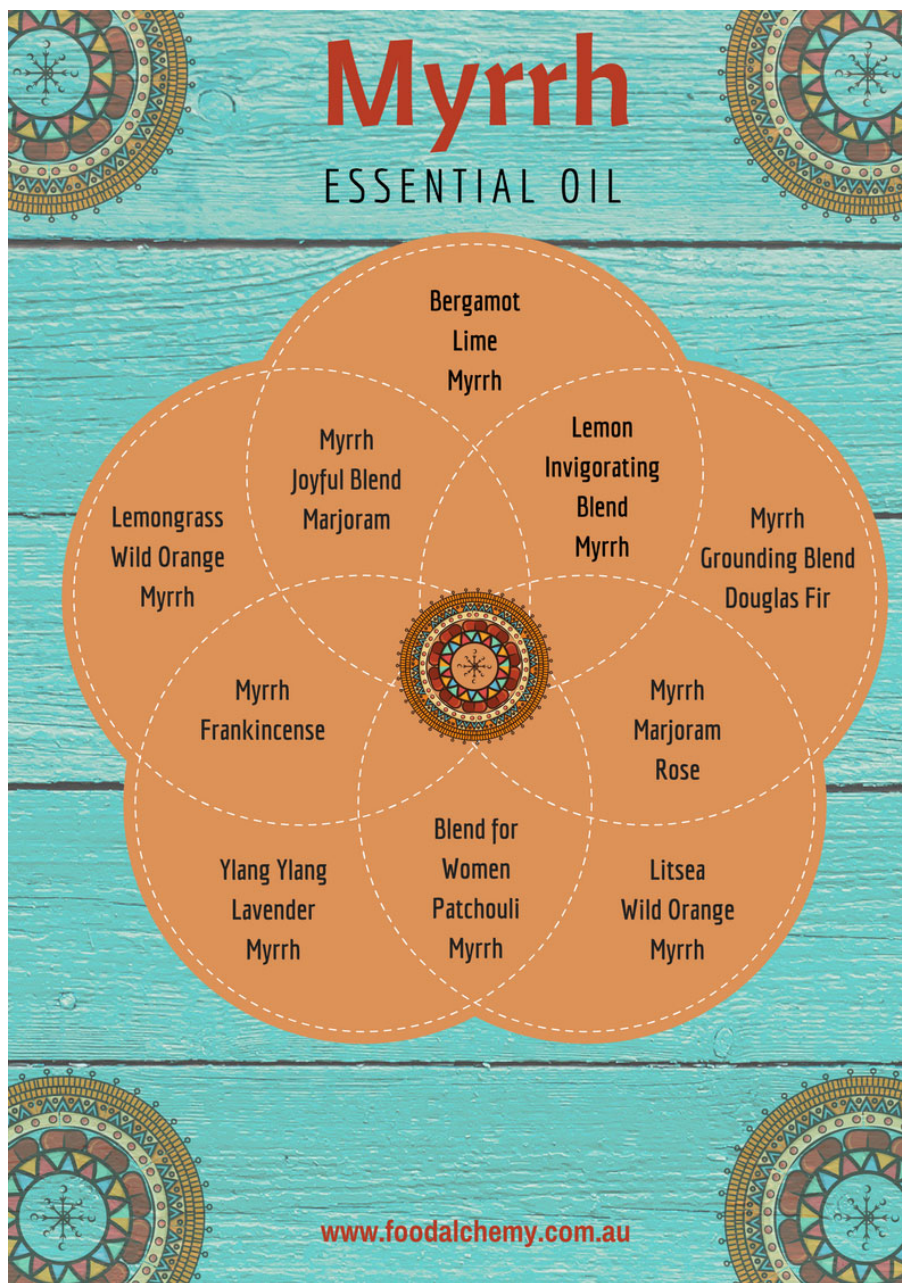 Myrrh
ESSENTIAL OIL
Bergamot
Lime
Myrrh
Myrrh
Joyful Blend
Marjoram
Lemon
Invigorating
Blend
Myrrh
Lemongrass
Wild Orange
Myrrh
Myrrh
Grounding Blend
Douglas Fir
Myrrh
Frankincense
Myrrh
Marjoram
Rose
Ylang Ylang
Lavender
Myrrh
Blend for
Women
Patchouli
Myrrh
Litsea
Wild Orange
Myrrh
www.foodalchemy.com.au